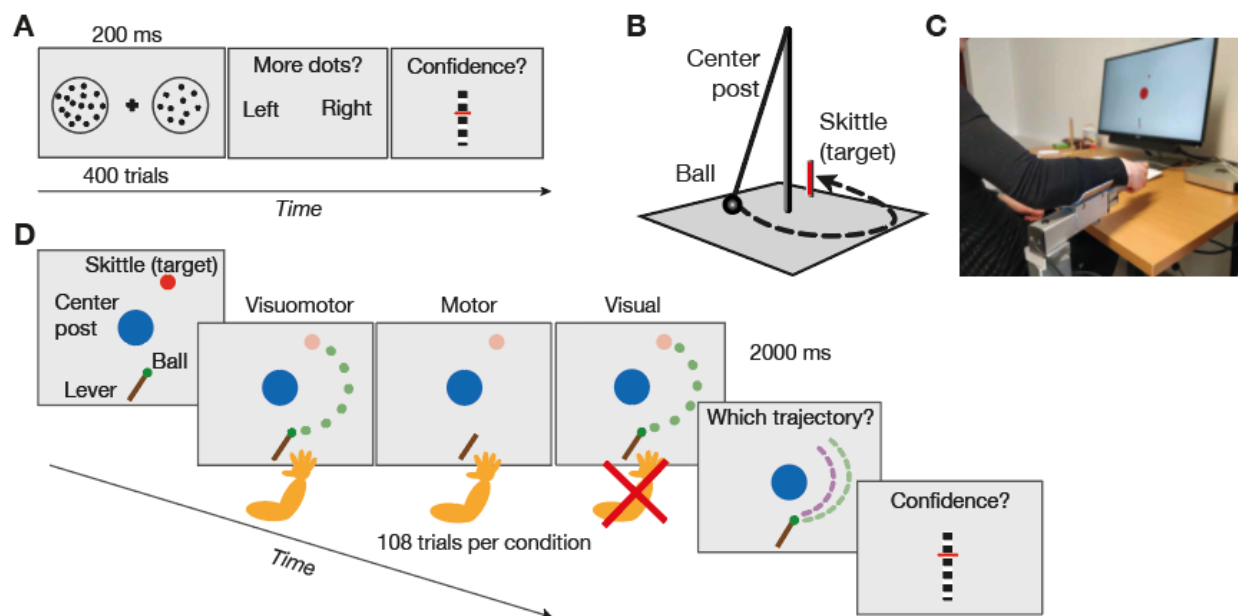 A
200 ms
More dots?
Left Right
Confidence?
400 trials
Time
B
Center
post
Skittle
(target)
Ball
C
D
Skittle (target)
Center
post
Ball
Lever
Visuomotor
Motor
Visual
2000 ms
108 trials per condition
Which trajectory?
Confidence?
Time